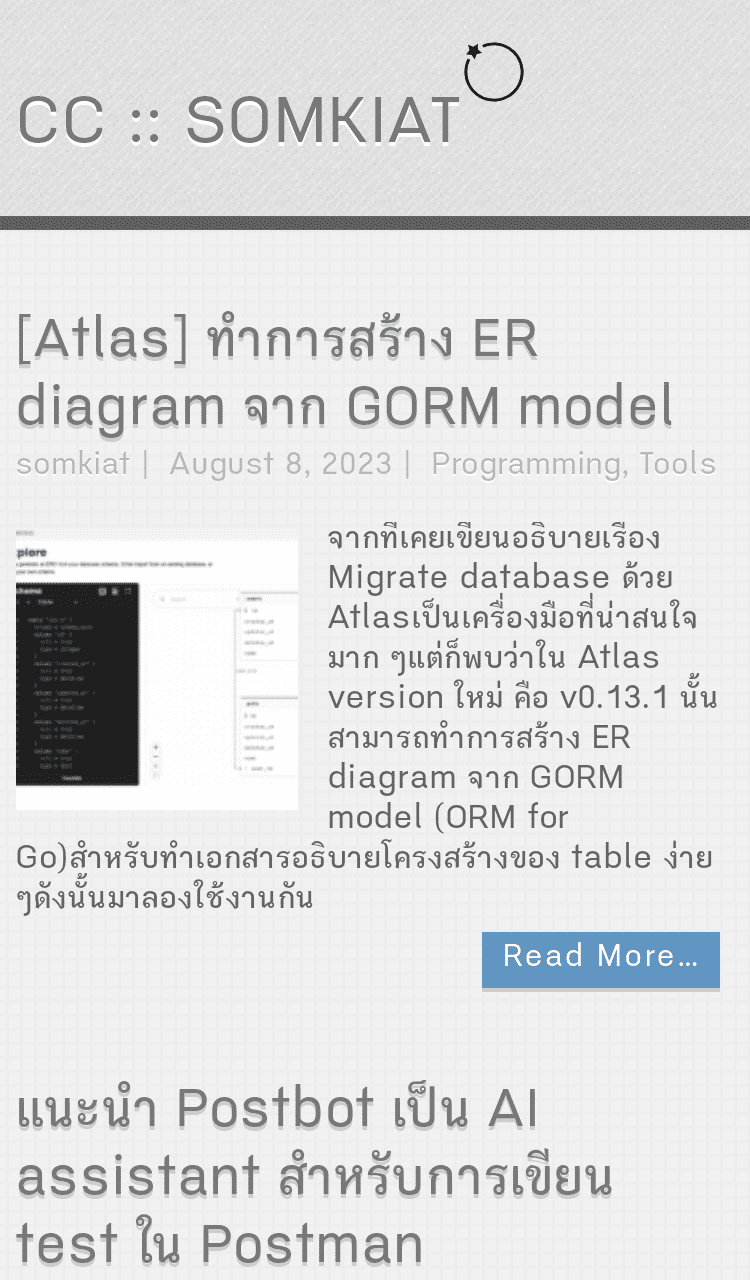 CC :: SOMKIAT
[Atlas] ทำการสร้าง ER
diagram จาก GORM model
somkiat | August 8, 2023 | Programming, Tools
จากที่เคยเขียนอธิบายเรื่อง
Migrate database ด้วย
Atlasเป็นเครื่องมือที่น่าสนใจ
มาก ๆแต่ก็พบว่าใน Atlas
version ใหม่ คือ v0.13.1 นั้น
สามารถทำการสร้าง ER
diagram จาก GORM
model (ORM for
Go)สำหรับทำเอกสารอธิบายโครงสร้างของ table ง่าย
ๆดังนั้นมาลองใช้งานกัน
Read More...
แนะนำ Postbot เป็น AI
assistant สำหรับการเขียน
test ใน Postman